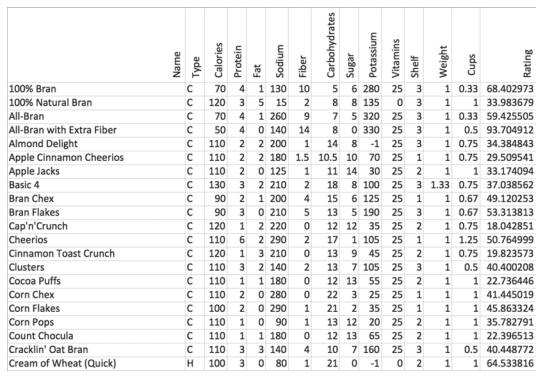 Name Type Calories Protein Fat Sodium Fiber Carbohydrates Sugar Potassium Vitamins Shelf Weight Cups Rating
100% Bran C 70 4 1 130 10 5 6 280 25 3 1 0.33 68.402973
100% Natural Bran C 120 3 5 15 2 8 8 135 0 3 1 1 33.983679
All-Bran C 70 4 1 260 9 7 5 320 25 3 1 0.33 59.425505
All-Bran with Extra Fiber C 50 4 0 140 14 8 0 330 25 3 1 0.5 93.704912
Almond Delight C 110 2 2 200 1 14 8 -1 25 3 1 0.75 34.384843
Apple Cinnamon Cheerios C 110 2 2 180 1.5 10.5 10 70 25 1 1 0.75 29.509541
Apple Jacks C 110 2 0 125 1 11 14 30 25 2 1 1 33.174094
Basic 4 C 130 3 2 210 2 18 8 100 25 3 1.33 0.75 37.038562
Bran Chex C 90 2 1 200 4 15 6 125 25 1 1 0.67 49.120253
Bran Flakes C 90 3 0 210 5 13 5 190 25 3 1 0.67 53.313813
Cap'n'Crunch C 120 1 2 220 0 12 12 35 25 2 1 0.75 18.042851
Cheerios C 110 6 2 290 2 17 1 105 25 1 1 1.25 50.764999
Cinnamon Toast Crunch C 120 1 3 210 0 13 9 45 25 2 1 0.75 19.823573
Clusters C 110 3 2 140 2 13 7 105 25 3 1 0.5 40.400208
Cocoa Puffs C 110 1 1 180 0 12 13 55 25 2 1 1 22.736446
Corn Chex C 110 2 0 280 0 22 3 25 25 1 1 1 41.445019
Corn Flakes C 100 2 0 290 1 21 2 35 25 1 1 1 45.863324
Corn Pops C 110 1 0 90 1 13 12 20 25 2 1 1 35.782791
Count Chocula C 110 1 1 180 0 12 13 65 25 2 1 1 22.396513
Cracklin' Oat Bran C 110 3 3 140 4 10 7 160 25 3 1 0.5 40.448772
Cream of Wheat (Quick) H 100 3 0 80 1 21 0 -1 0 2 1 1 64.533816